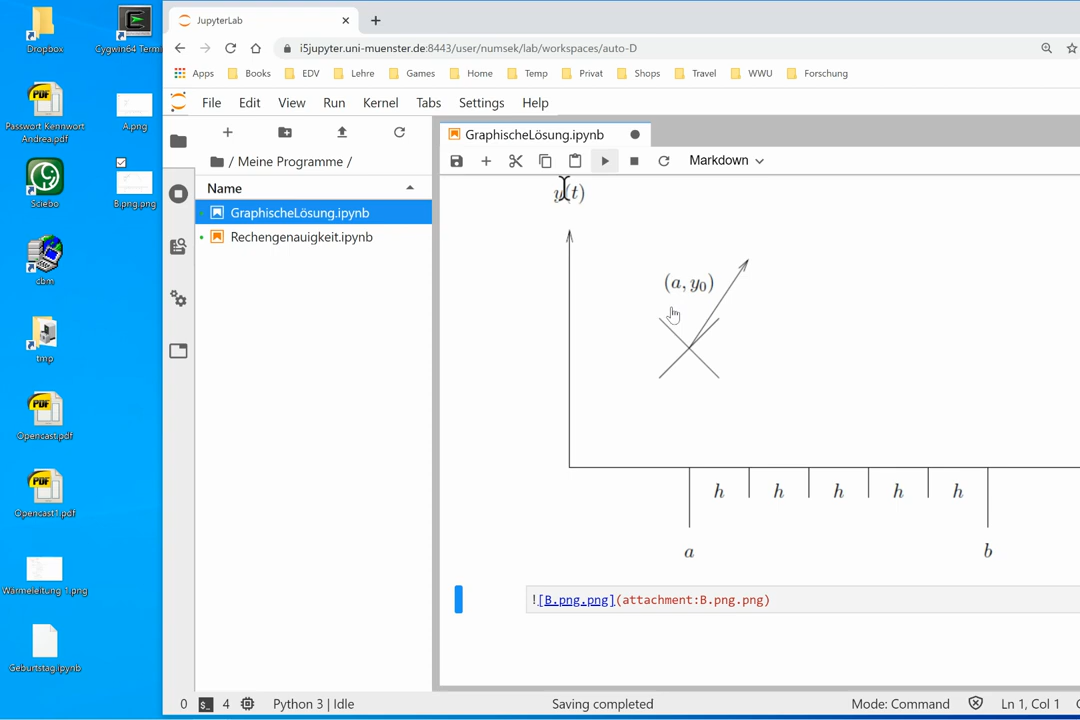 Dropbox
Cygwin64 Termi
Passwort Kennwort
Andrea.pdf
A.png
Sciebo
B.png.png
cbm
tmp
Opencast.pdf
Opencast1.pdf
Wärmeleitung 1.png
Geburtstag.ipynb
JupyterLab
i5jupyter.uni-muenster.de:8443/user/numsek/lab/workspaces/auto-D
Apps Books EDV Lehre Games Home Temp Privat Shops Travel WWU Forschung
File Edit View Run Kernel Tabs Settings Help
/ Meine Programme /
Name
GraphischeLösung.ipynb
Rechengenauigkeit.ipynb
GraphischeLösung.ipynb
Markdown
y(t)
(a, y₀)
h h h h h
a b
![B.png.png](attachment:B.png.png)
0 4 Python 3 | Idle Saving completed Mode: Command Ln 1, Col 1